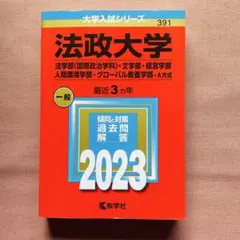 大学入試シリーズ
391
法政大学
法学部〈国際政治学科〉・文学部・経営学部
人間環境学部・グローバル教養学部-A方式
一般
最近3カ年
傾向と対策
過去問
解答
2023
教学社